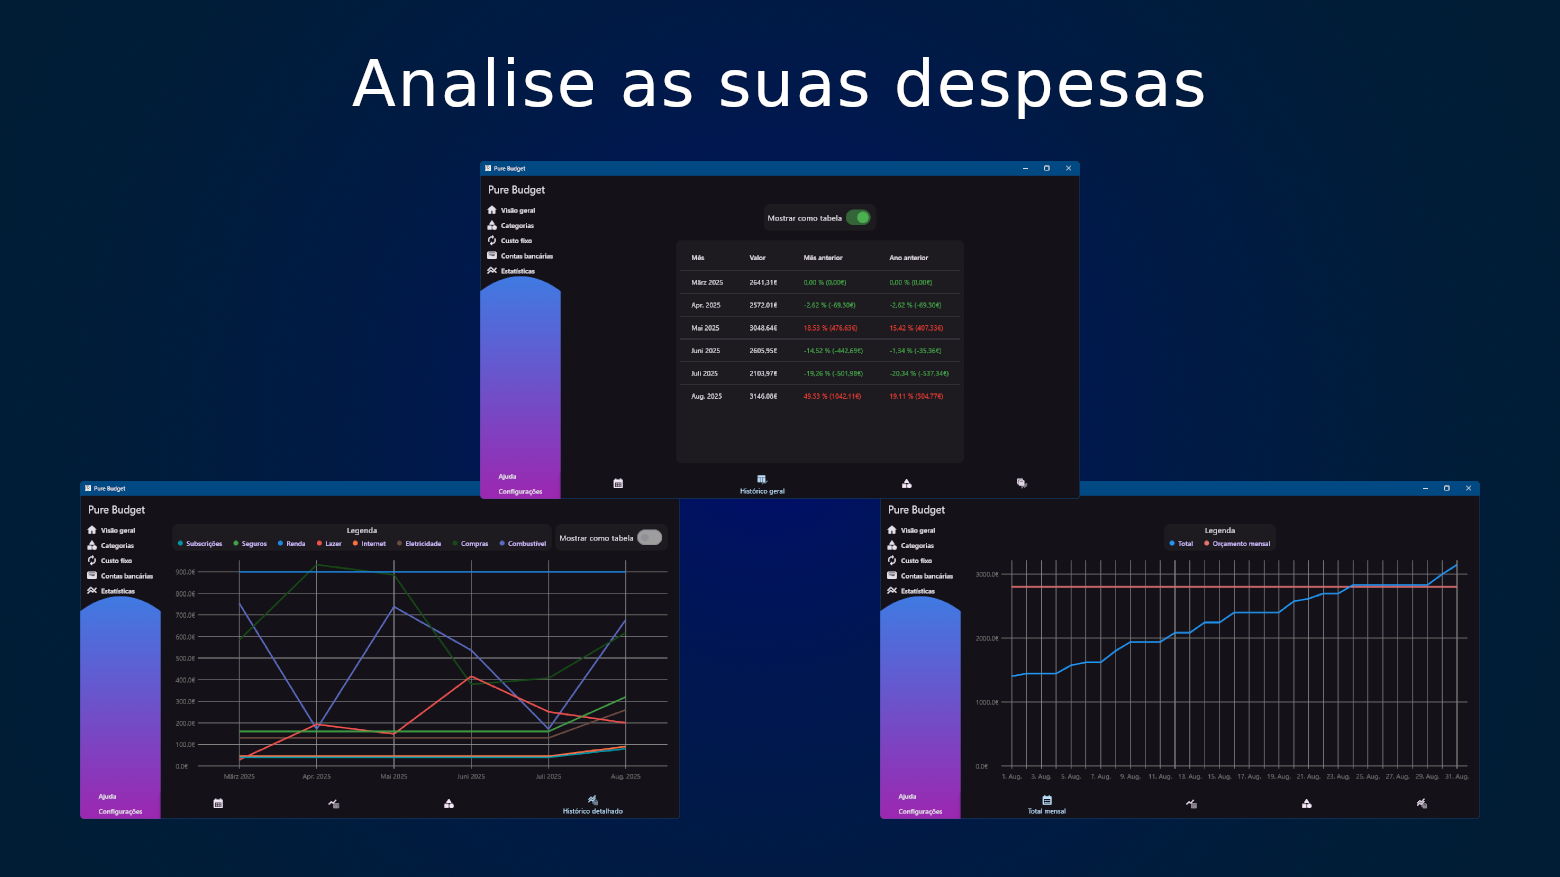 Analise as suas despesas
Pure Budget
Pure Budget
Visão geral
Categorias
Custo fixo
Contas bancárias
Estatísticas
Ajuda
Configurações
Mostrar como tabela
Mês Valor Mês anterior Ano anterior
März 2025 2641,31€ 0,00 % (0,00€) 0,00 % (0,00€)
Apr. 2025 2572.01€ -2,62 % (-69,30€) -2,62 % (-69,30€)
Mai 2025 3048.64€ 18.53 % (476.63€) 15.42 % (407.33€)
Juni 2025 2605,95€ -14,52 % (-442,69€) -1,34 % (-35,36€)
Juli 2025 2103,97€ -19,26 % (-501,98€) -20,34 % (-537,34€)
Aug. 2025 3146.08€ 49.53 % (1042.11€) 19.11 % (504.77€)
Histórico geral
Pure Budget
Pure Budget
Visão geral
Categorias
Custo fixo
Contas bancárias
Estatísticas
Ajuda
Configurações
Legenda
Subscrições Seguros Renda Lazer Internet Eletricidade Compras Combustível
Mostrar como tabela
900.0€
800.0€
700.0€
600.0€
500.0€
400.0€
300.0€
200.0€
100.0€
0.0€
März 2025 Apr. 2025 Mai 2025 Juni 2025 Juli 2025 Aug. 2025
Histórico detalhado
Pure Budget
Visão geral
Categorias
Custo fixo
Contas bancárias
Estatísticas
Ajuda
Configurações
Legenda
Total Orçamento mensal
3000.0€
2000.0€
1000.0€
0.0€
1. Aug. 3. Aug. 5. Aug. 7. Aug. 9. Aug. 11. Aug. 13. Aug. 15. Aug. 17. Aug. 19. Aug. 21. Aug. 23. Aug. 25. Aug. 27. Aug. 29. Aug. 31. Aug.
Total mensal